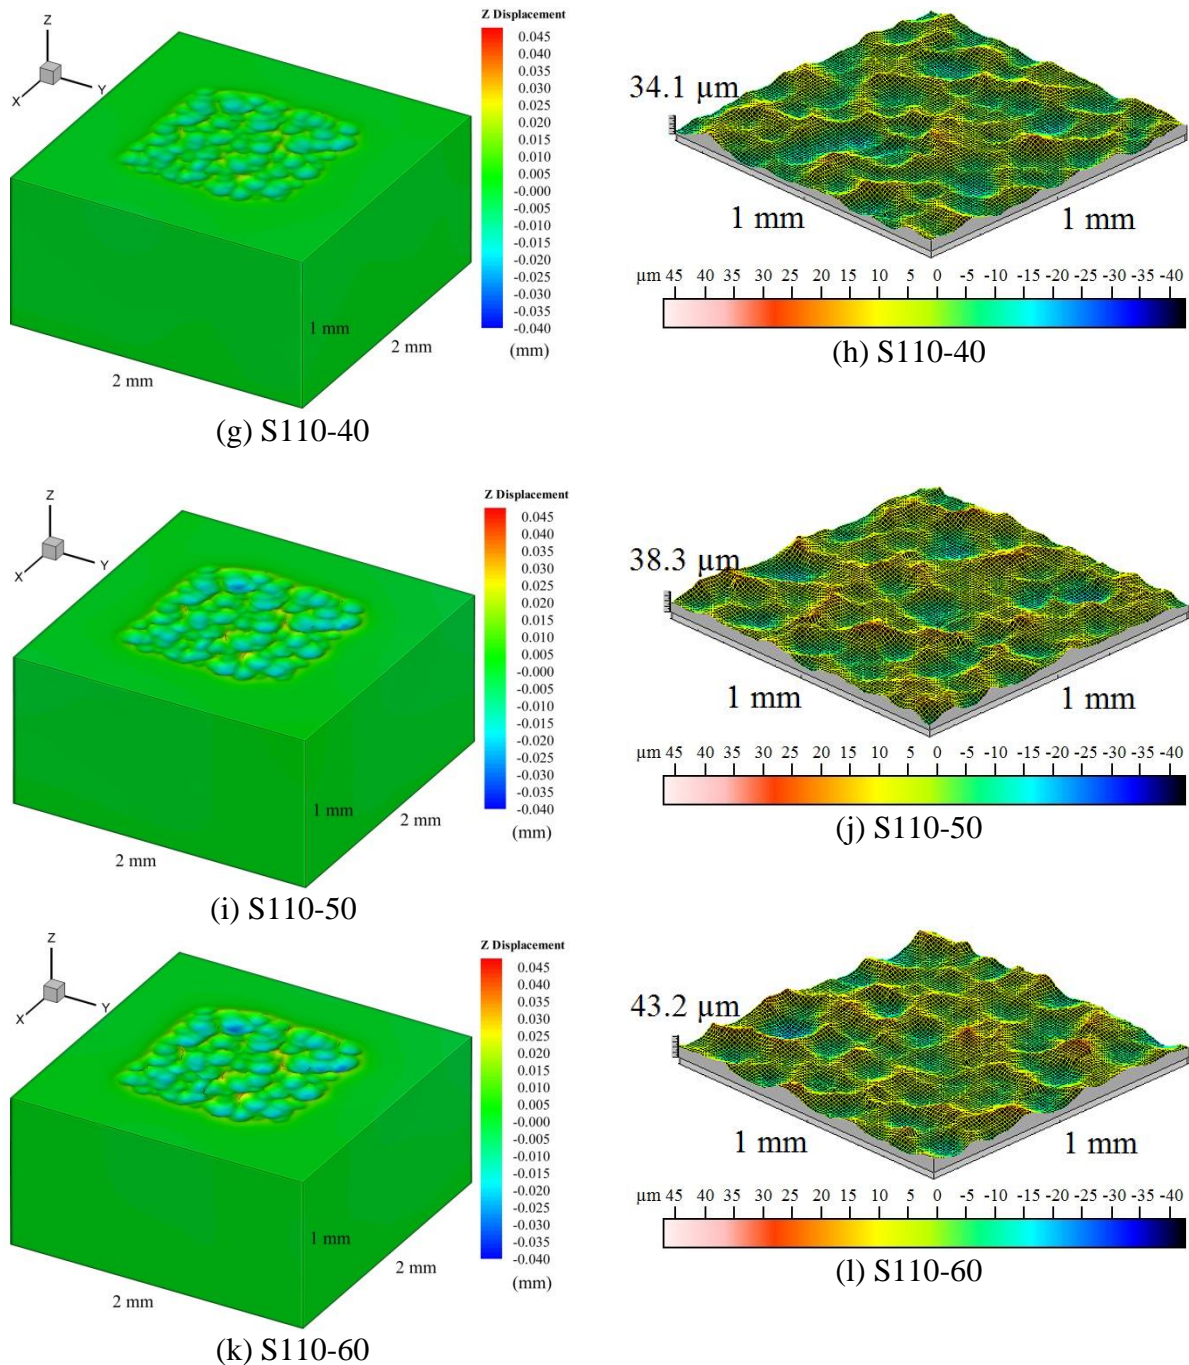 Z
X
Y
Z Displacement
0.045
0.040
0.035
0.030
0.025
0.020
0.015
0.010
0.005
-0.000
-0.005
-0.010
-0.015
-0.020
-0.025
-0.030
-0.035
-0.040
(mm)
1 mm
2 mm
2 mm
(g) S110-40
34.1 µm
1 mm
1 mm
µm 45 40 35 30 25 20 15 10 5 0 -5 -10 -15 -20 -25 -30 -35 -40
(h) S110-40
Z
X
Y
Z Displacement
0.045
0.040
0.035
0.030
0.025
0.020
0.015
0.010
0.005
-0.000
-0.005
-0.010
-0.015
-0.020
-0.025
-0.030
-0.035
-0.040
(mm)
1 mm
2 mm
2 mm
(i) S110-50
38.3 µm
1 mm
1 mm
µm 45 40 35 30 25 20 15 10 5 0 -5 -10 -15 -20 -25 -30 -35 -40
(j) S110-50
Z
X
Y
Z Displacement
0.045
0.040
0.035
0.030
0.025
0.020
0.015
0.010
0.005
-0.000
-0.005
-0.010
-0.015
-0.020
-0.025
-0.030
-0.035
-0.040
(mm)
1 mm
2 mm
2 mm
(k) S110-60
43.2 µm
1 mm
1 mm
µm 45 40 35 30 25 20 15 10 5 0 -5 -10 -15 -20 -25 -30 -35 -40
(l) S110-60